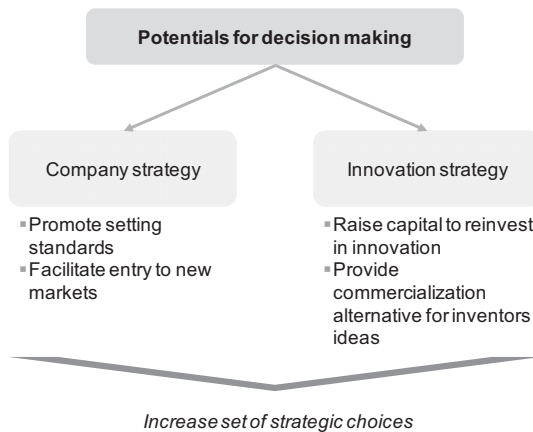 Potentials for decision making
Company strategy
Innovation strategy
▪Promote setting
standards
▪Facilitate entry to new
markets
▪Raise capital to reinvest
in innovation
▪Provide
commercialization
alternative for inventors
ideas
Increase set of strategic choices